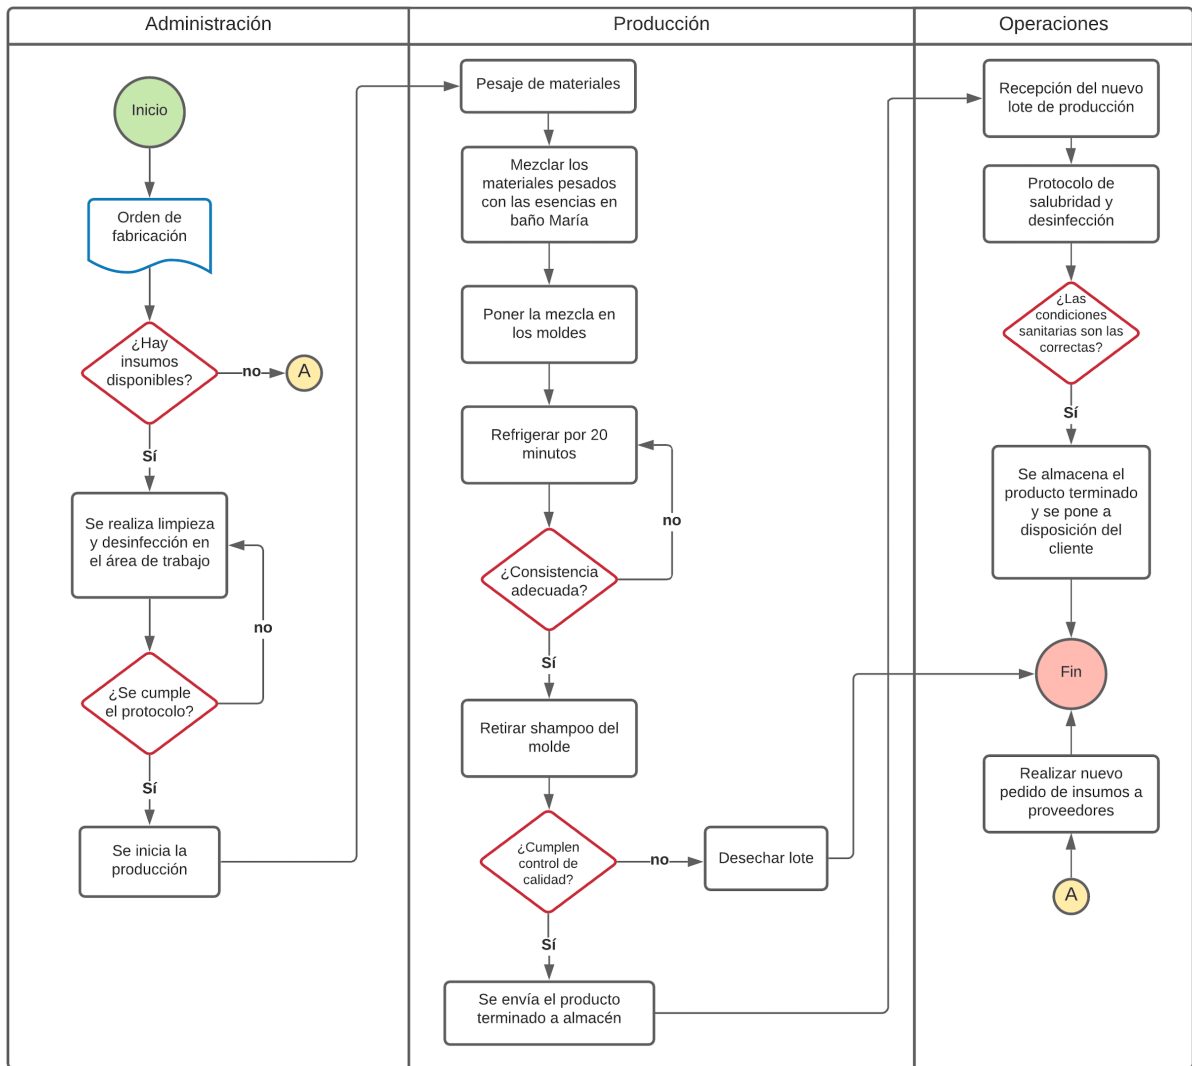 Administración
Producción
Operaciones
Inicio
Orden de
fabricación
¿Hay
insumos
disponibles?
no
A
Sí
Se realiza limpieza
y desinfección en
el área de trabajo
no
¿Se cumple
el protocolo?
Sí
Se inicia la
producción
Pesaje de materiales
Mezclar los
materiales pesados
con las esencias en
baño María
Poner la mezcla en
los moldes
Refrigerar por 20
minutos
no
¿Consistencia
adecuada?
Sí
Retirar shampoo del
molde
¿Cumplen
control de
calidad?
no
Desechar lote
Sí
Se envía el producto
terminado a almacén
Recepción del nuevo
lote de producción
Protocolo de
salubridad y
desinfección
¿Las
condiciones
sanitarias son las
correctas?
Sí
Se almacena el
producto terminado
y se pone a
disposición del
cliente
Fin
Realizar nuevo
pedido de insumos a
proveedores
A